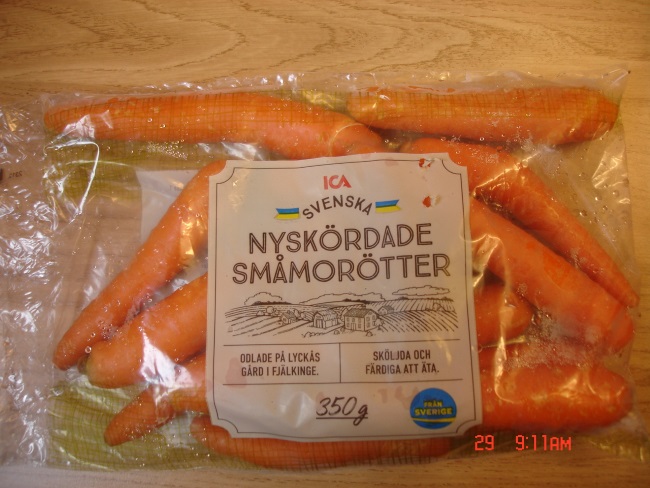 ICA
SVENSKA
NYSKÖRDADE
SMÅMORÖTTER
ODLADE PÅ LYCKÅS
GÅRD I FJÄLKINGE.
SKÖLJDA OCH
FÄRDIGA ATT ÄTA.
350g
FRÅN
SVERIGE
29 9:11AM